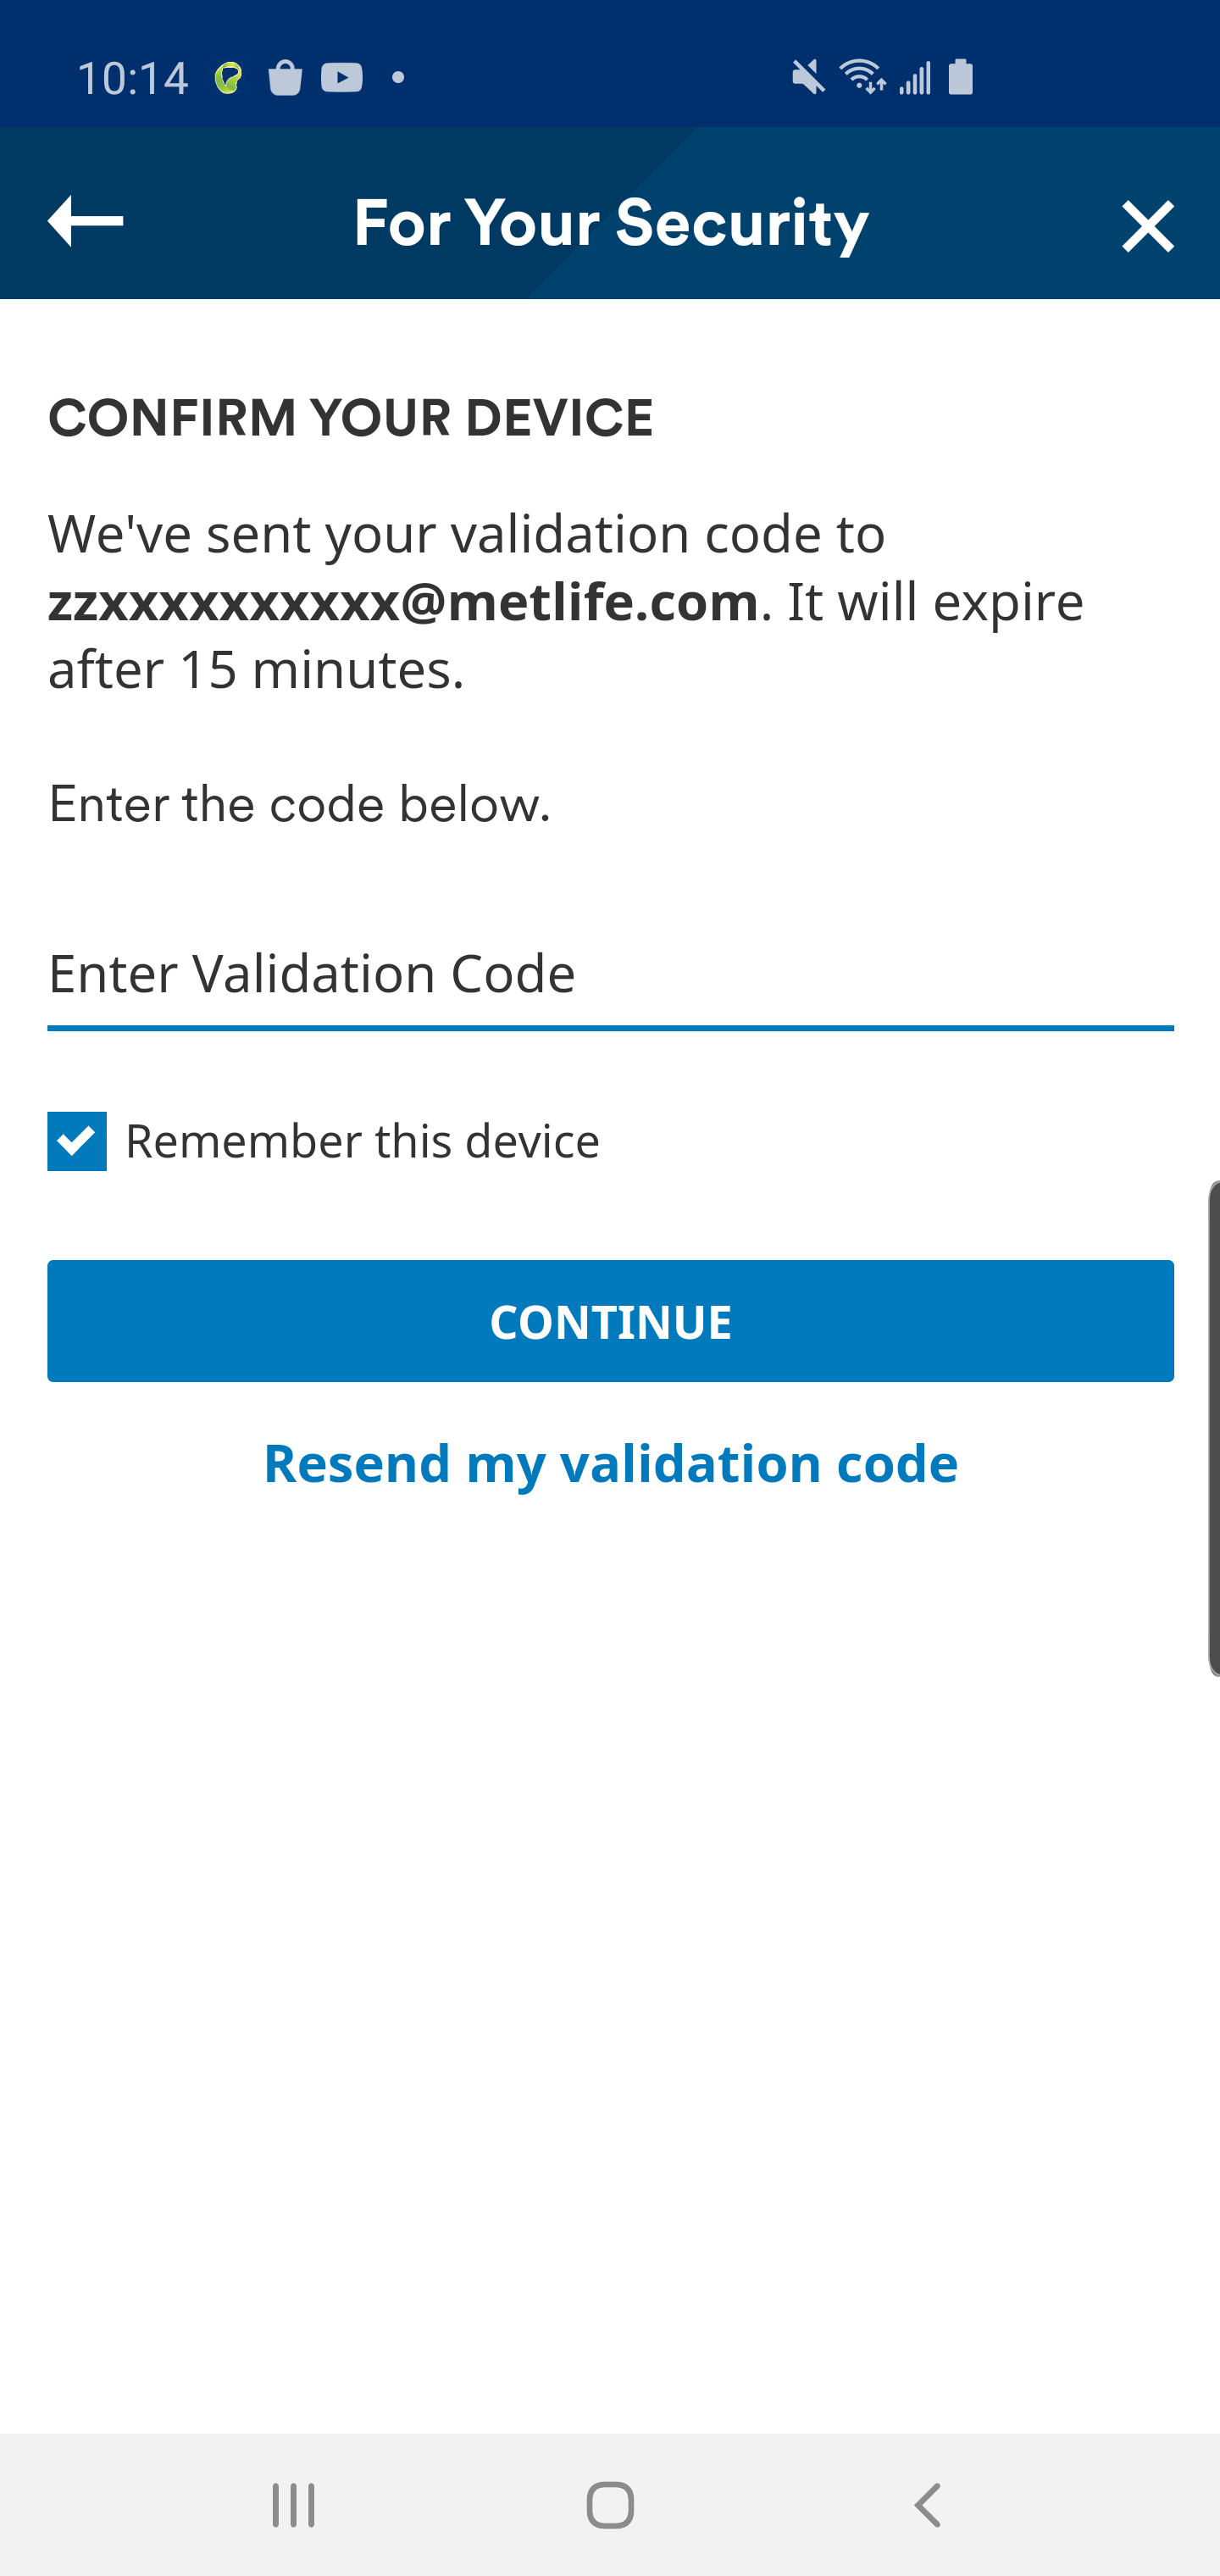 10:14
For Your Security
CONFIRM YOUR DEVICE
We've sent your validation code to
zzxxxxxxxxxx@metlife.com. It will expire
after 15 minutes.
Enter the code below.
Enter Validation Code
Remember this device
CONTINUE
Resend my validation code